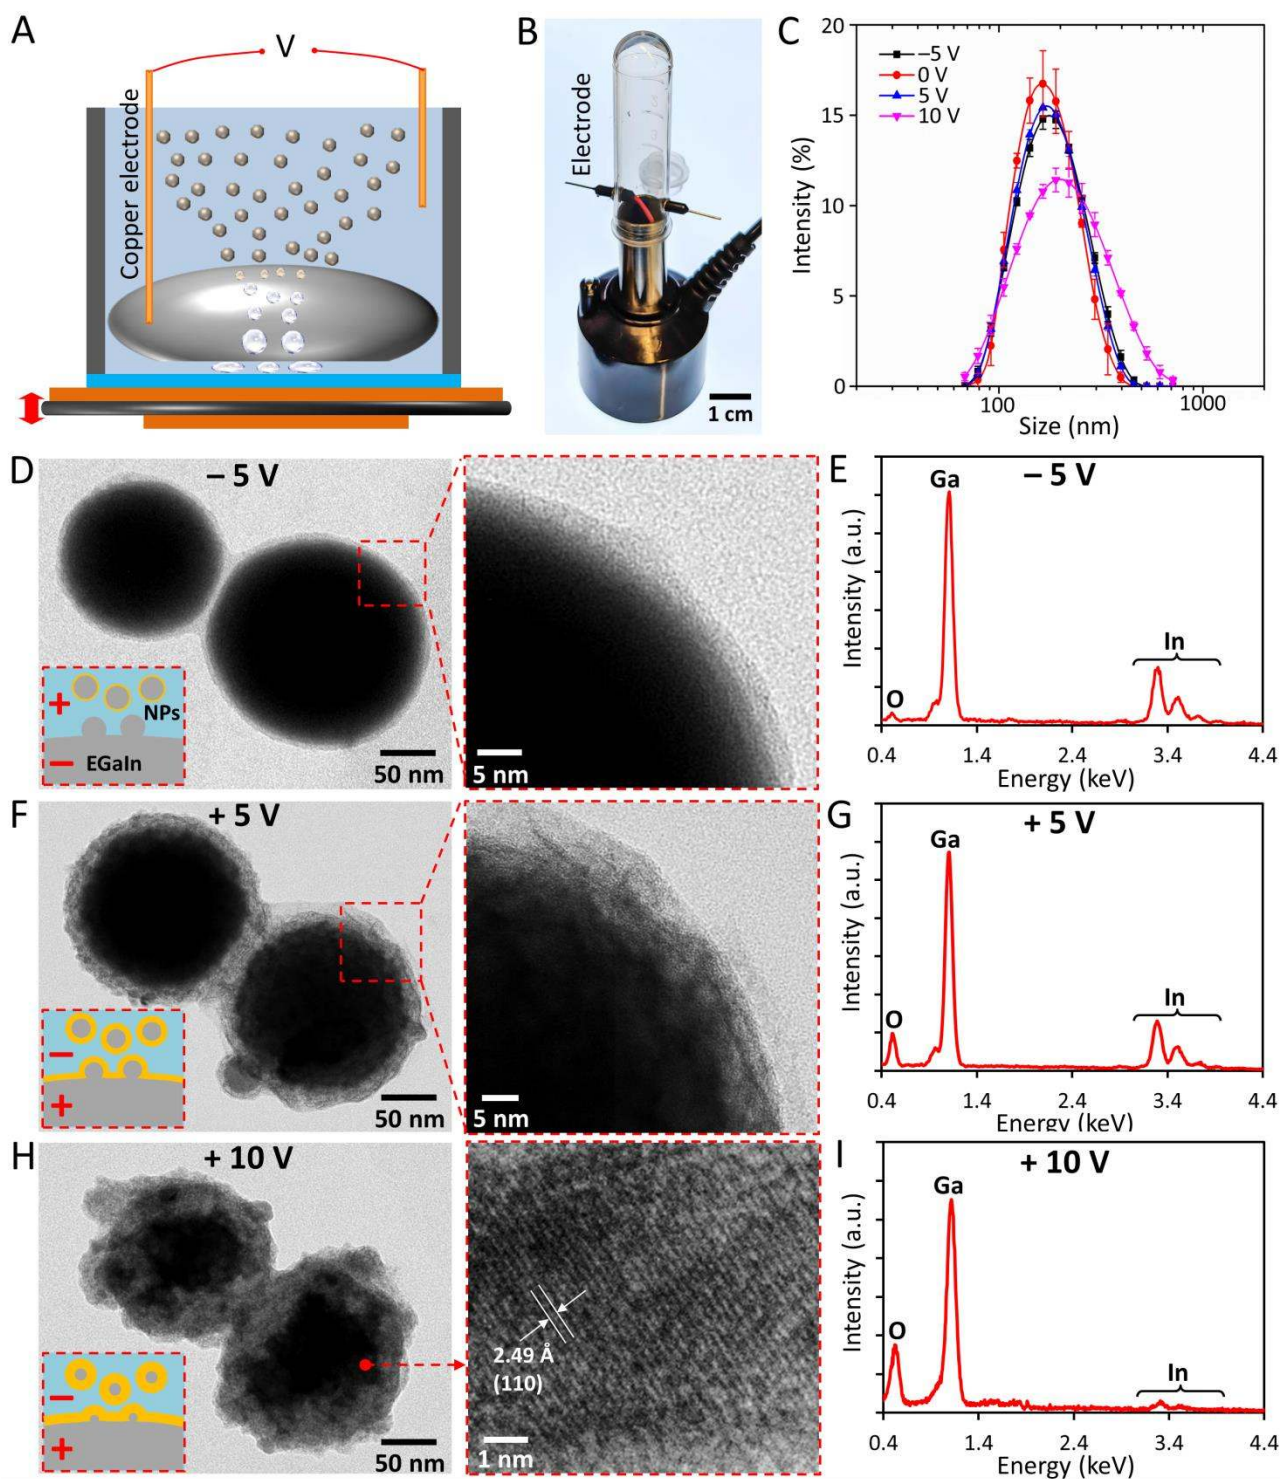 A
V
Copper electrode
B
Electrode
1 cm
C
Intensity (%)
20
15
10
5
0
–5 V
0 V
5 V
10 V
100
1000
Size (nm)
D
– 5 V
+
NPs
–
EGaIn
50 nm
5 nm
E
– 5 V
Intensity (a.u.)
Ga
In
O
0.4 1.4 2.4 3.4 4.4
Energy (keV)
F
+ 5 V
–
+
50 nm
5 nm
G
+ 5 V
Intensity (a.u.)
Ga
In
O
0.4 1.4 2.4 3.4 4.4
Energy (keV)
H
+ 10 V
–
+
50 nm
2.49 Å
(110)
1 nm
I
+ 10 V
Intensity (a.u.)
Ga
O
In
0.4 1.4 2.4 3.4 4.4
Energy (keV)